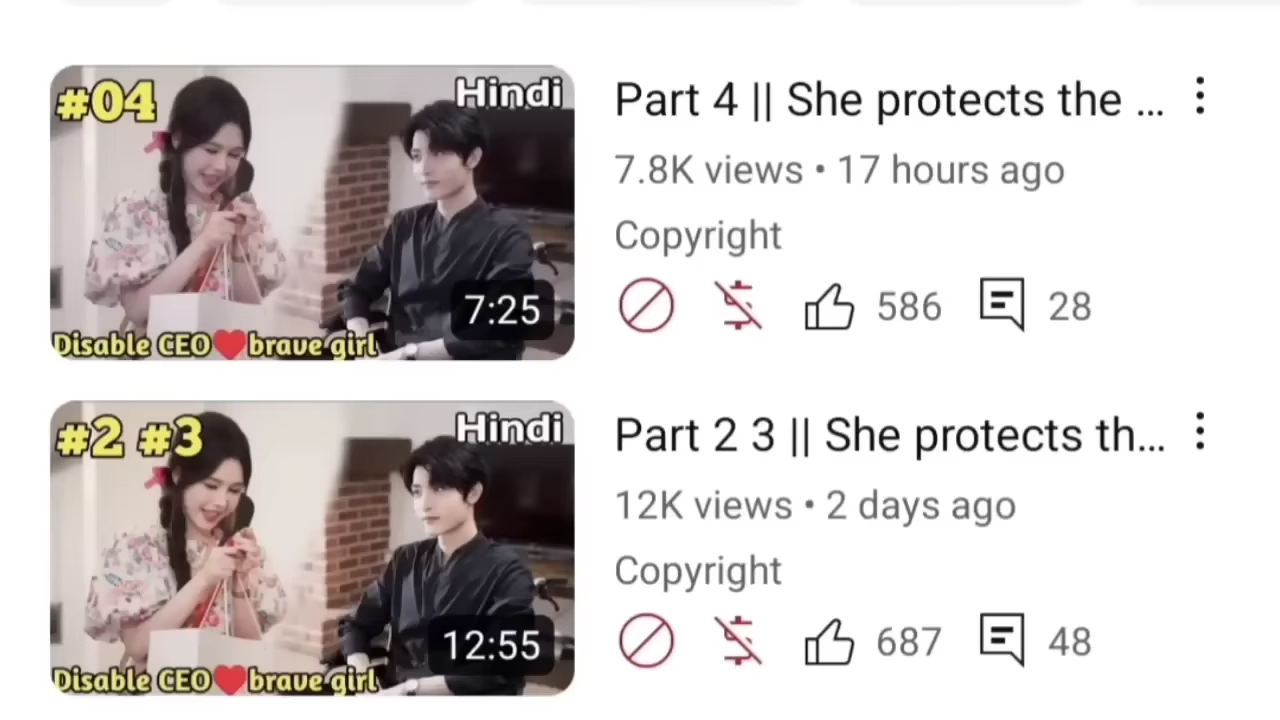 #04
Hindi
7:25
Disable CEO❤️brave girl
Part 4 || She protects the ...
7.8K views • 17 hours ago
Copyright
586
28
#2 #3
Hindi
12:55
Disable CEO❤️brave girl
Part 2 3 || She protects th...
12K views • 2 days ago
Copyright
687
48